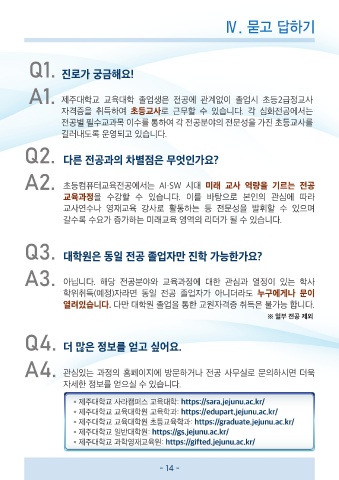 Ⅳ. 묻고 답하기
Q1. 진로가 궁금해요!
A1. 제주대학교 교육대학 졸업생은 전공에 관계없이 졸업시 초등2급정교사
자격증을 취득하여 초등교사로 근무할 수 있습니다. 각 심화전공에서는
전공별 필수교과목 이수를 통하여 각 전공분야의 전문성을 가진 초등교사를
길러내도록 운영되고 있습니다.
Q2. 다른 전공과의 차별점은 무엇인가요?
A2. 초등컴퓨터교육전공에서는 AI·SW 시대 미래 교사 역량을 기르는 전공
교육과정을 수강할 수 있습니다. 이를 바탕으로 본인의 관심에 따라
교사연수나 영재교육 강사로 활동하는 등 전문성을 발휘할 수 있으며
갈수록 수요가 증가하는 미래교육 영역의 리더가 될 수 있습니다.
Q3. 대학원은 동일 전공 졸업자만 진학 가능한가요?
A3. 아닙니다. 해당 전공분야와 교육과정에 대한 관심과 열정이 있는 학사
학위취득(예정)자라면 동일 전공 졸업자가 아니더라도 누구에게나 문이
열려있습니다. 다만 대학원 졸업을 통한 교원자격증 취득은 불가능 합니다.
※ 일부 전공 제외
Q4. 더 많은 정보를 얻고 싶어요.
A4. 관심있는 과정의 홈페이지에 방문하거나 전공 사무실로 문의하시면 더욱
자세한 정보를 얻으실 수 있습니다.
• 제주대학교 사라캠퍼스 교육대학: https://sara.jejunu.ac.kr/
• 제주대학교 교육대학원 교육학과: https://edupart.jejunu.ac.kr/
• 제주대학교 교육대학원 초등교육학과: https://graduate.jejunu.ac.kr/
• 제주대학교 일반대학원: https://gs.jejunu.ac.kr/
• 제주대학교 과학영재교육원: https://gifted.jejunu.ac.kr/
- 14 -